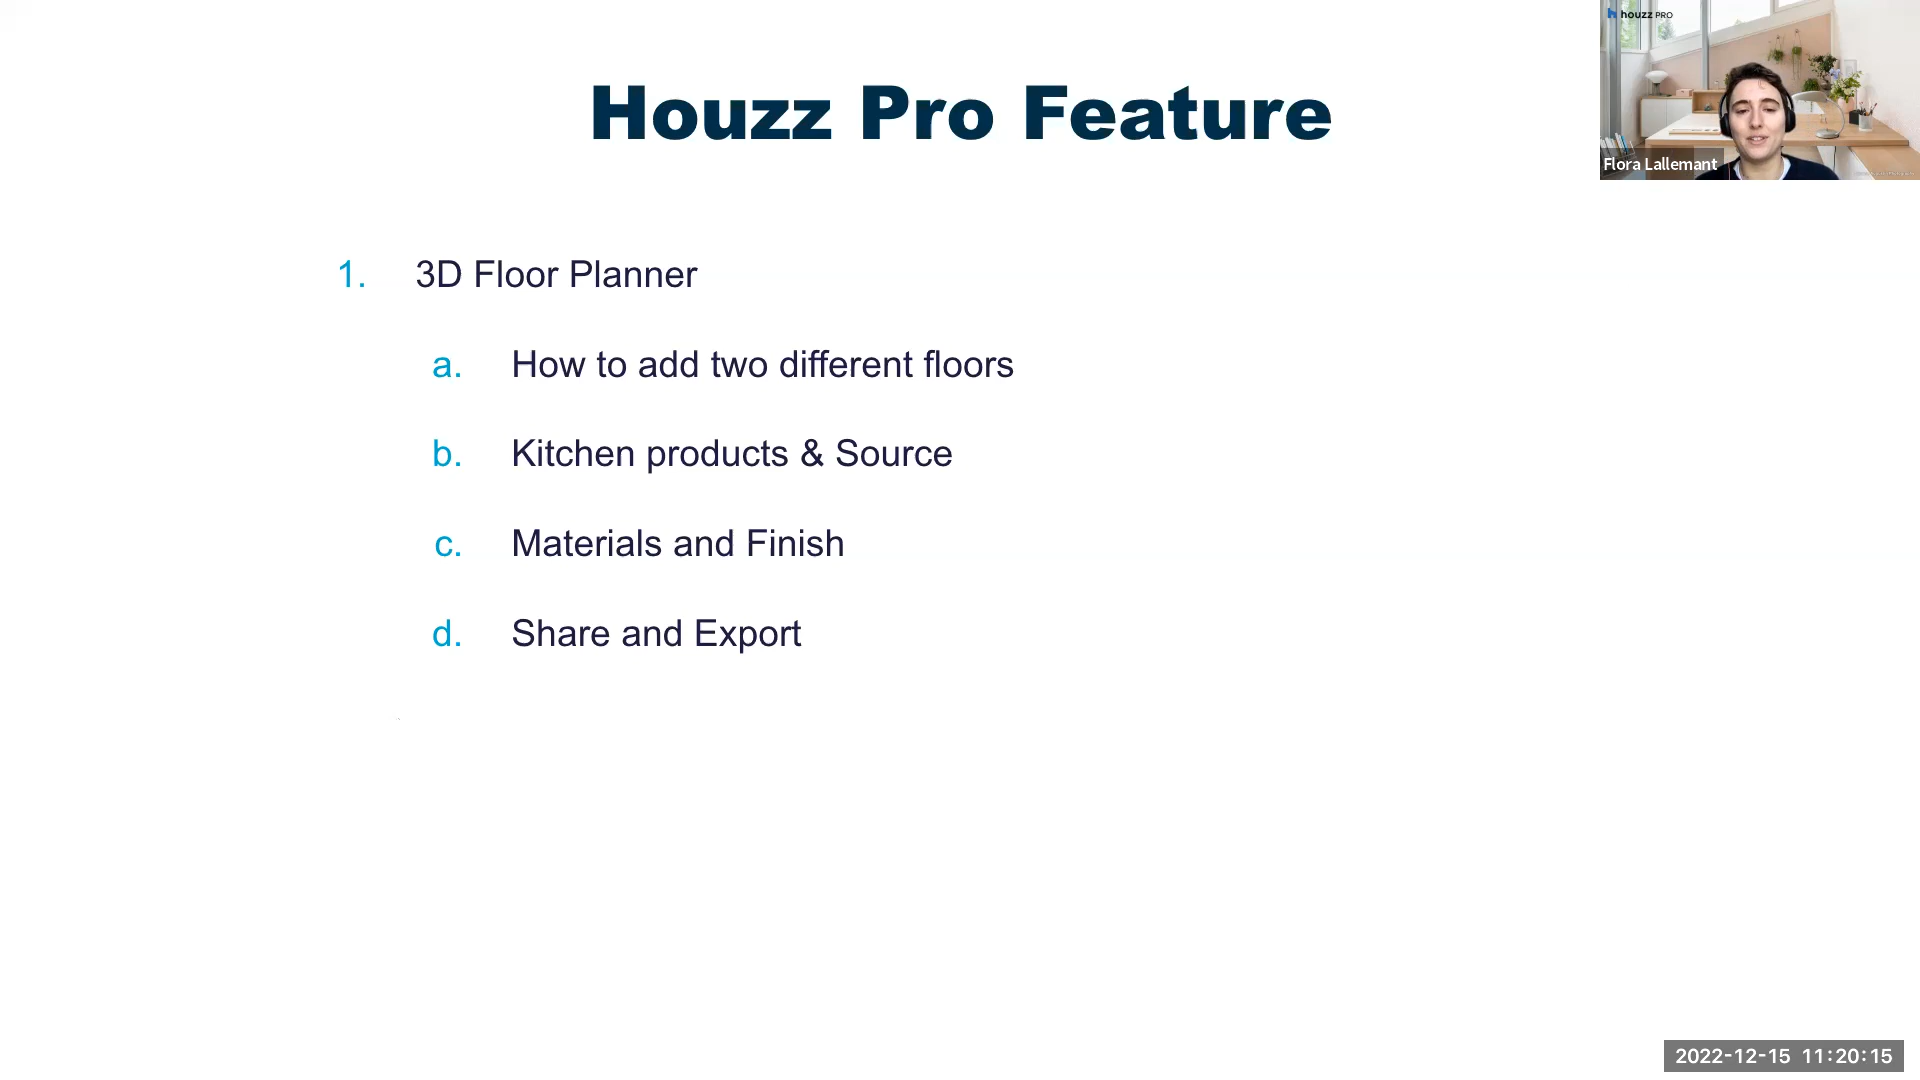 houzz PRO
Houzz Pro Feature
Flora Lallemant
1. 3D Floor Planner
a. How to add two different floors
b. Kitchen products & Source
c. Materials and Finish
d. Share and Export
2022-12-15 11:20:15